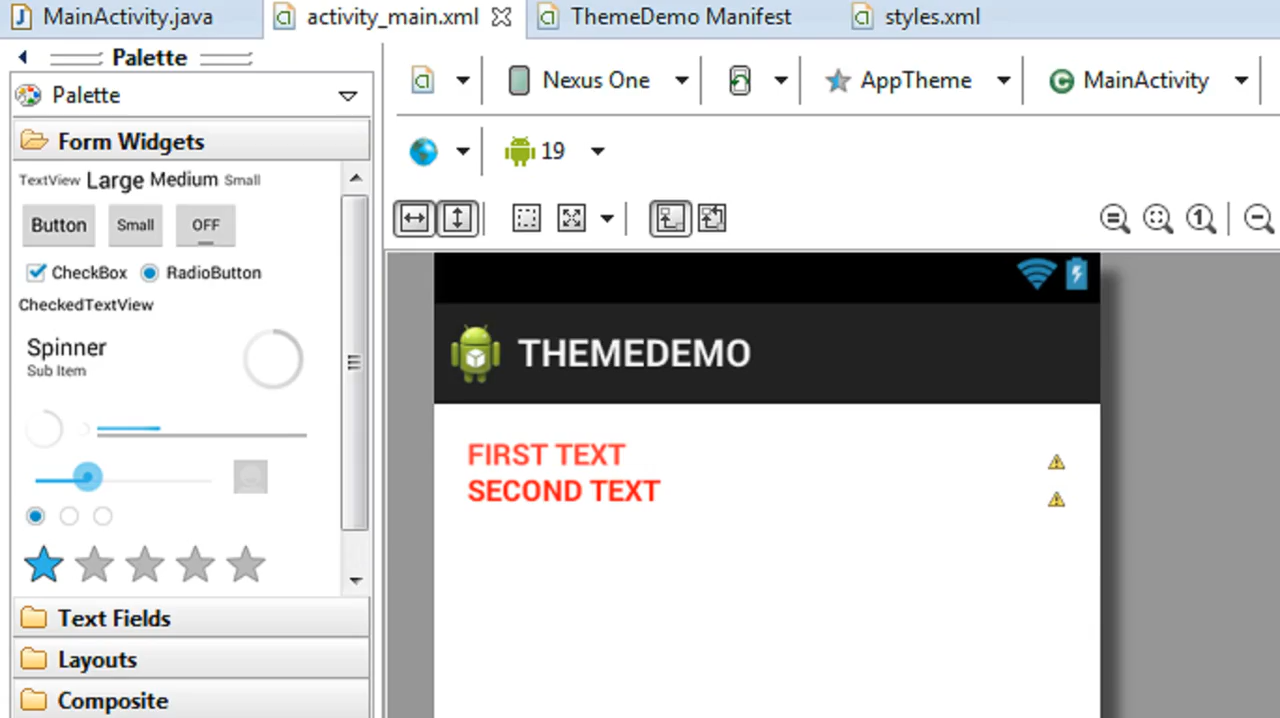 MainActivity.java
activity_main.xml
ThemeDemo Manifest
styles.xml
Palette
Palette
Form Widgets
TextView Large Medium Small
Button Small OFF
CheckBox RadioButton
CheckedTextView
Spinner
Sub Item
Text Fields
Layouts
Composite
Nexus One
AppTheme
MainActivity
19
THEMEDEMO
FIRST TEXT
SECOND TEXT